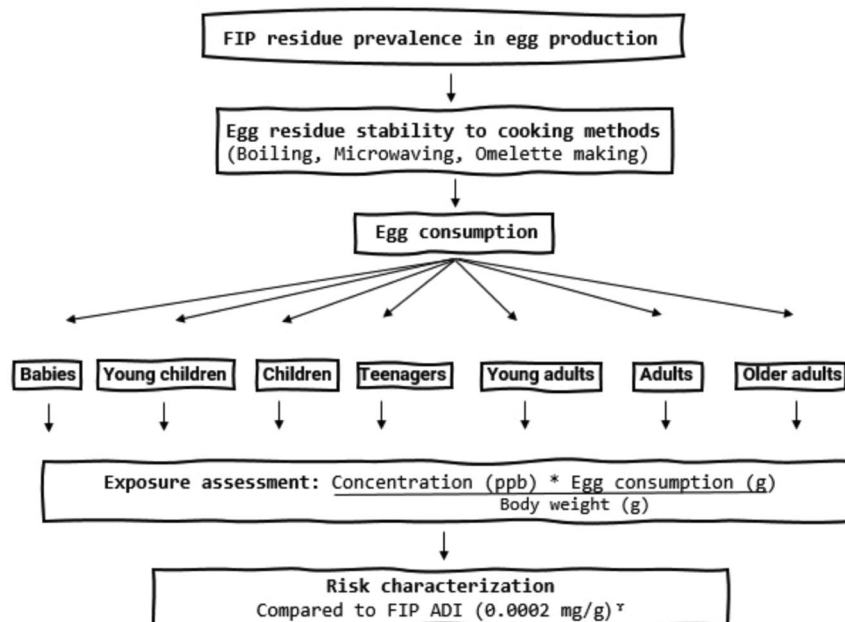 FIP residue prevalence in egg production
Egg residue stability to cooking methods
(Boiling, Microwaving, Omelette making)
Egg consumption
Babies Young children Children Teenagers Young adults Adults Older adults
Exposure assessment: Concentration (ppb) * Egg consumption (g)
Body weight (g)
Risk characterization
Compared to FIP ADI (0.0002 mg/g)ɤ